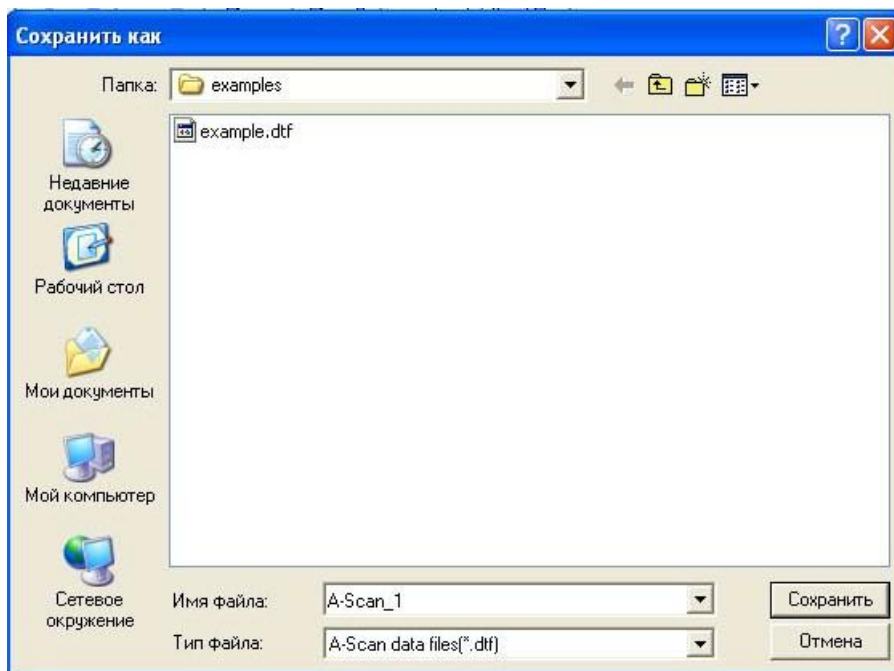 Сохранить как
Папка:
examples
example.dtf
Недавние
документы
Рабочий стол
Мои документы
Мой компьютер
Сетевое
окружение
Имя файла:
A-Scan_1
Сохранить
Тип файла:
A-Scan data files(*.dtf)
Отмена